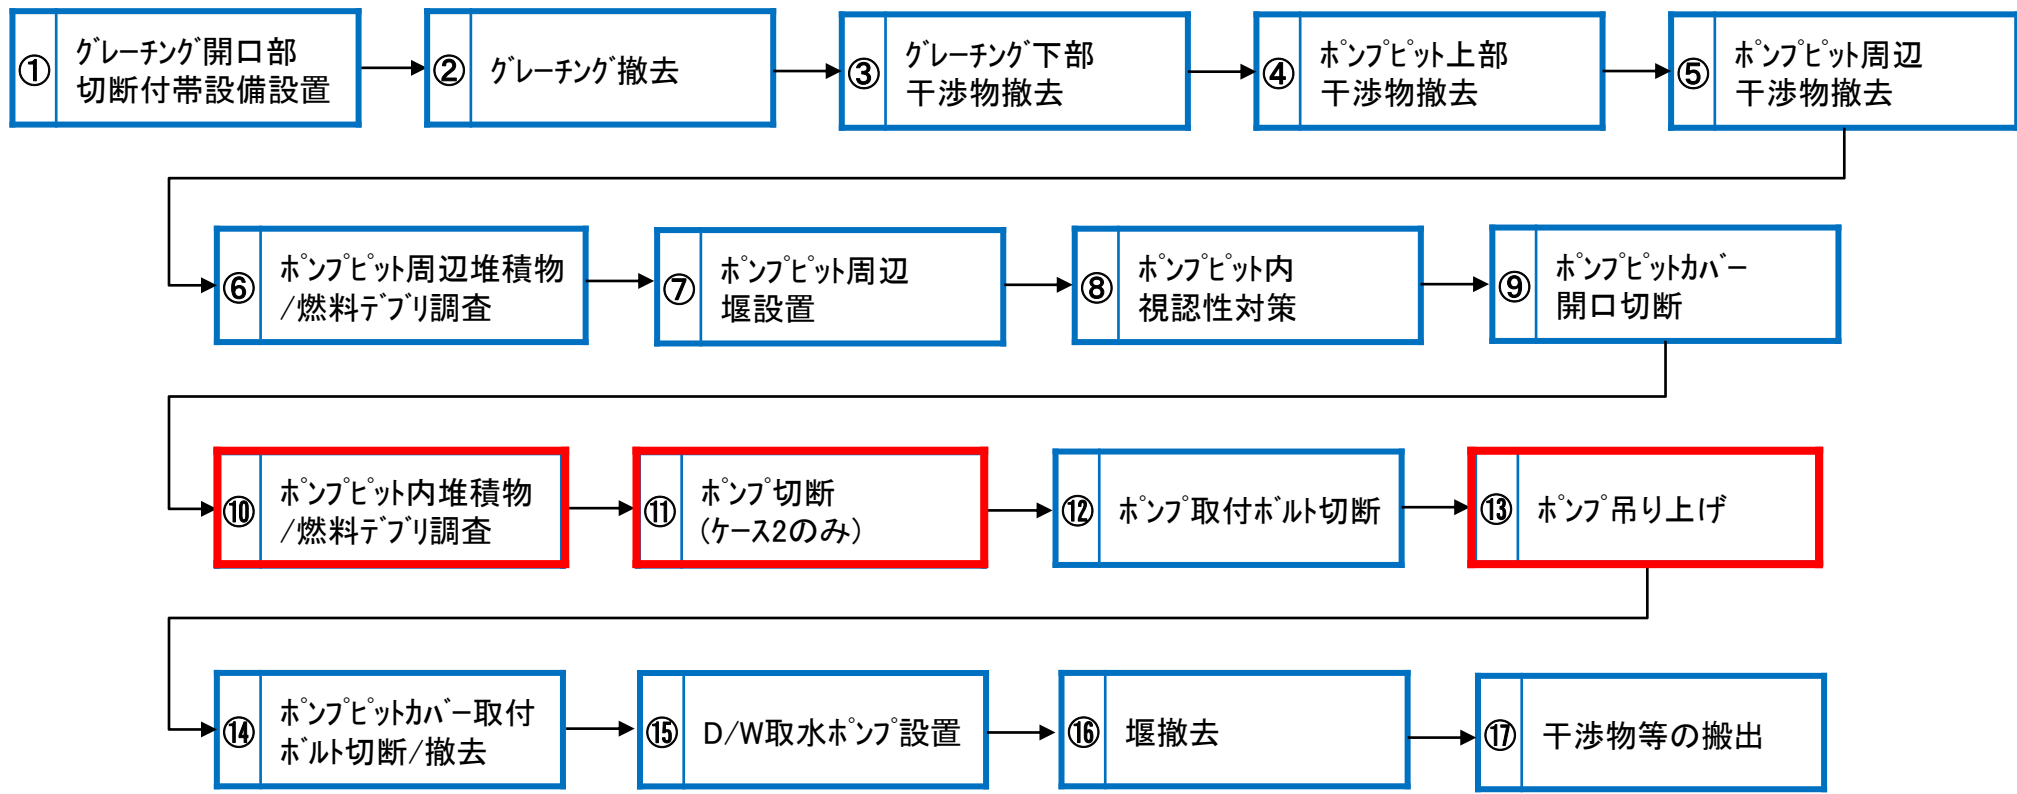 ①
ｸﾞﾚｰﾁﾝｸﾞ開口部
切断付帯設備設置
②
ｸﾞﾚｰﾁﾝｸﾞ撤去
③
ｸﾞﾚｰﾁﾝｸﾞ下部
干渉物撤去
④
ﾎﾟﾝﾌﾟﾋﾟｯﾄ上部
干渉物撤去
⑤
ﾎﾟﾝﾌﾟﾋﾟｯﾄ周辺
干渉物撤去
⑥
ﾎﾟﾝﾌﾟﾋﾟｯﾄ周辺堆積物
/燃料ﾃﾞﾌﾞﾘ調査
⑦
ﾎﾟﾝﾌﾟﾋﾟｯﾄ周辺
堰設置
⑧
ﾎﾟﾝﾌﾟﾋﾟｯﾄ内
視認性対策
⑨
ﾎﾟﾝﾌﾟﾋﾟｯﾄｶﾊﾞｰ
開口切断
⑩
ﾎﾟﾝﾌﾟﾋﾟｯﾄ内堆積物
/燃料ﾃﾞﾌﾞﾘ調査
⑪
ﾎﾟﾝﾌﾟ切断
(ｹｰｽ2のみ)
⑫
ﾎﾟﾝﾌﾟ取付ﾎﾞﾙﾄ切断
⑬
ﾎﾟﾝﾌﾟ吊り上げ
⑭
ﾎﾟﾝﾌﾟﾋﾟｯﾄｶﾊﾞｰ取付
ﾎﾞﾙﾄ切断/撤去
⑮
D/W取水ﾎﾟﾝﾌﾟ設置
⑯
堰撤去
⑰
干渉物等の搬出